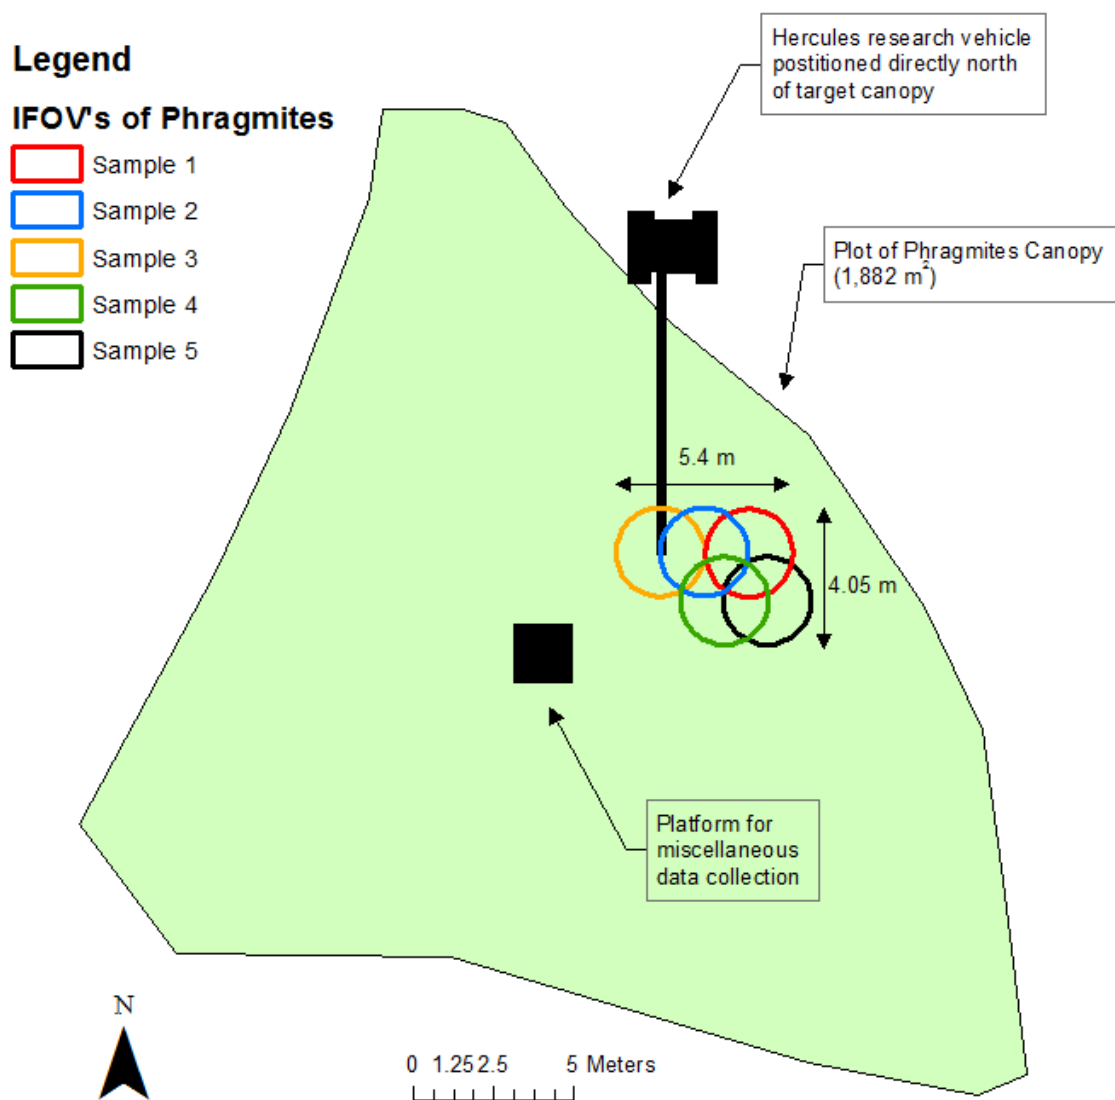 Legend
IFOV's of Phragmites
Sample 1
Sample 2
Sample 3
Sample 4
Sample 5
Hercules research vehicle
postitioned directly north
of target canopy
Plot of Phragmites Canopy
(1,882 m²)
5.4 m
4.05 m
Platform for
miscellaneous
data collection
N
0 1.25 2.5 5 Meters